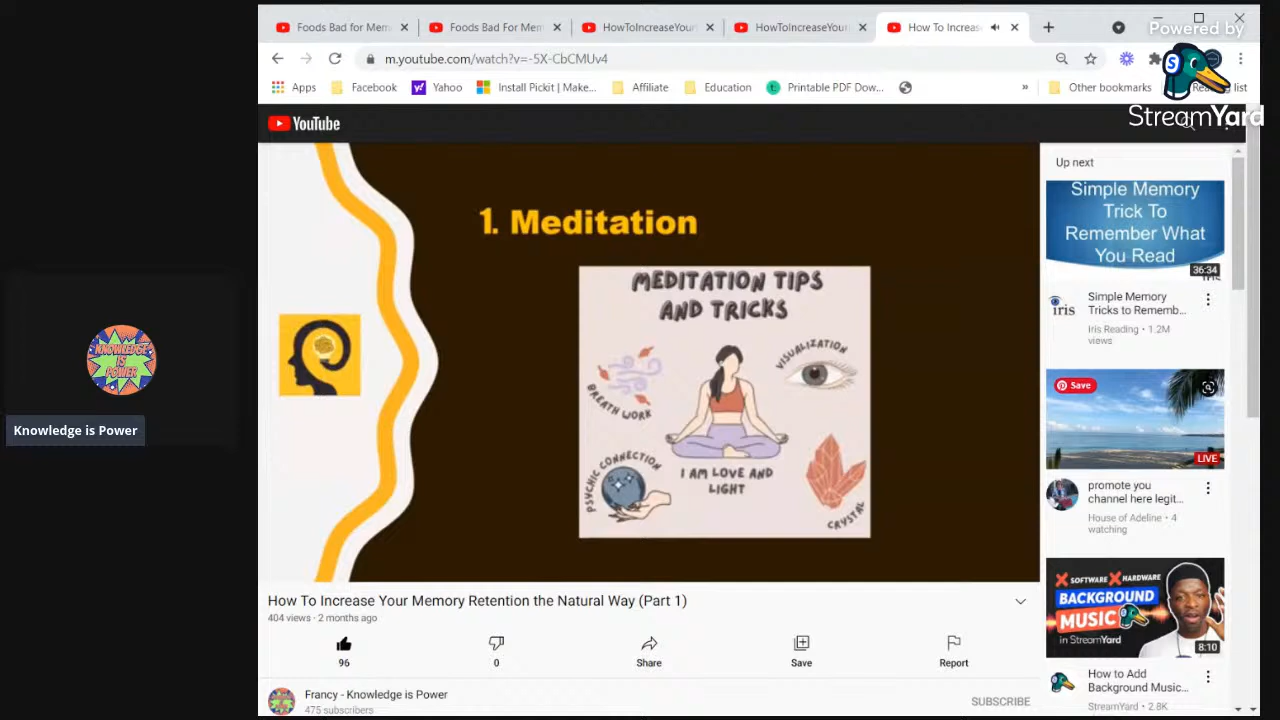 Foods Bad for Mem
Foods Bad For Mem
HowToIncreaseYour
HowToIncreaseYour
How To Increas
Powered by
m.youtube.com/watch?v=-5X-CbCMUv4
Apps
Facebook
Yahoo
Install Pickit | Make...
Affiliate
Education
Printable PDF Dow...
»
Other bookmarks
list
StreamYard
YouTube
Up next
1. Meditation
MEDITATION TIPS
AND TRICKS
BREATH WORK
VISUALIZATION
PSYCHIC CONNECTION
I AM LOVE AND
LIGHT
CRYSTAL
Simple Memory
Trick To
Remember What
You Read
36:34
iris
Simple Memory
Tricks to Rememb...
Iris Reading • 1.2M
views
Save
LIVE
promote you
channel here legit...
House of Adeline • 4
watching
SOFTWARE HARDWARE
BACKGROUND
MUSIC
in StreamYard
8:10
How to Add
Background Music...
StreamYard • 2.8K
KNOWLEDGE
IS
POWER
Knowledge is Power
How To Increase Your Memory Retention the Natural Way (Part 1)
404 views • 2 months ago
96
0
Share
Save
Report
Francy - Knowledge is Power
475 subscribers
SUBSCRIBE